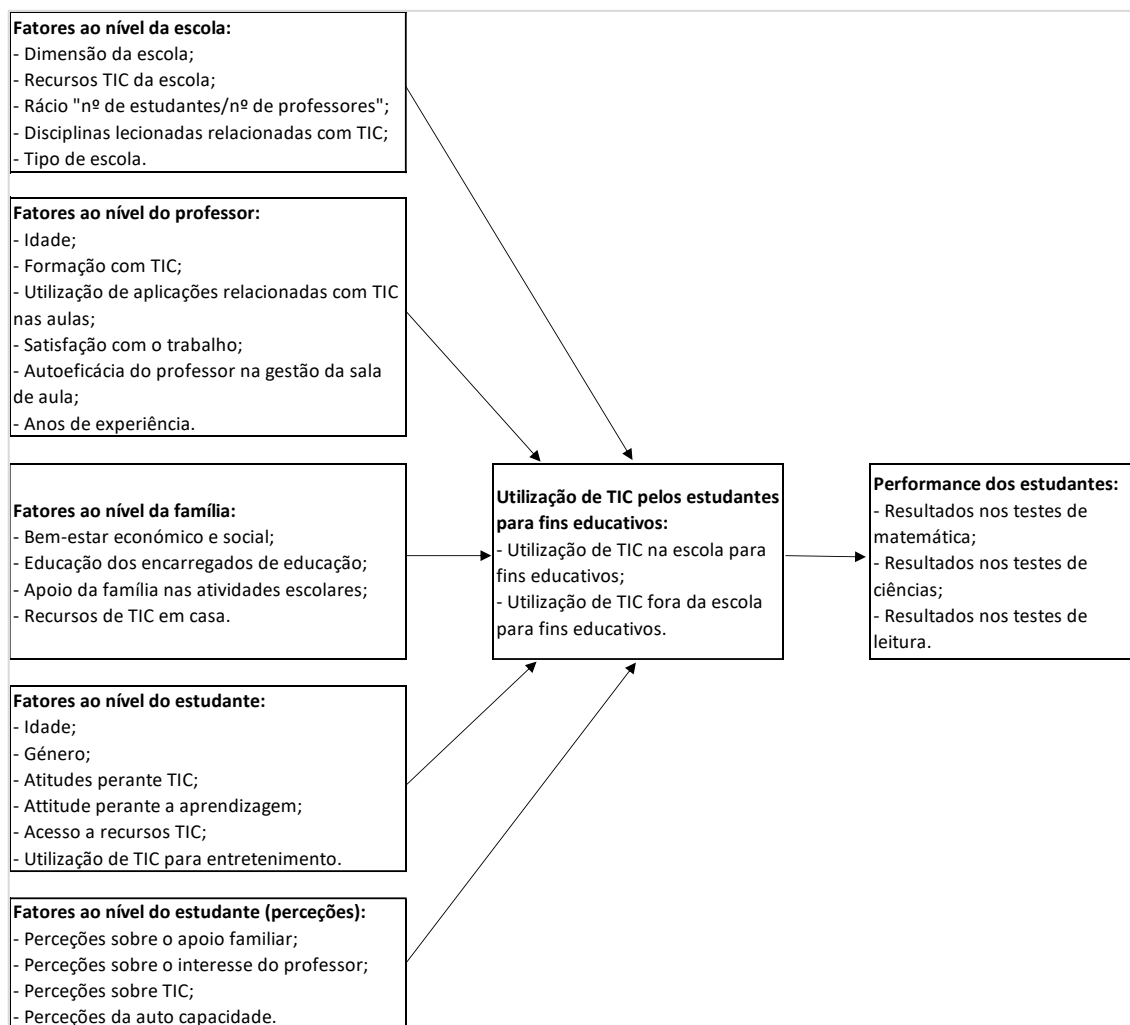 Fatores ao nível da escola:
- Dimensão da escola;
- Recursos TIC da escola;
- Rácio "nº de estudantes/nº de professores";
- Disciplinas lecionadas relacionadas com TIC;
- Tipo de escola.
Fatores ao nível do professor:
- Idade;
- Formação com TIC;
- Utilização de aplicações relacionadas com TIC
nas aulas;
- Satisfação com o trabalho;
- Autoeficácia do professor na gestão da sala
de aula;
- Anos de experiência.
Fatores ao nível da família:
- Bem-estar económico e social;
- Educação dos encarregados de educação;
- Apoio da família nas atividades escolares;
- Recursos de TIC em casa.
Fatores ao nível do estudante:
- Idade;
- Género;
- Atitudes perante TIC;
- Attitude perante a aprendizagem;
- Acesso a recursos TIC;
- Utilização de TIC para entretenimento.
Fatores ao nível do estudante (perceções):
- Perceções sobre o apoio familiar;
- Perceções sobre o interesse do professor;
- Perceções sobre TIC;
- Perceções da auto capacidade.
Utilização de TIC pelos estudantes
para fins educativos:
- Utilização de TIC na escola para
fins educativos;
- Utilização de TIC fora da escola
para fins educativos.
Performance dos estudantes:
- Resultados nos testes de
matemática;
- Resultados nos testes de
ciências;
- Resultados nos testes de
leitura.